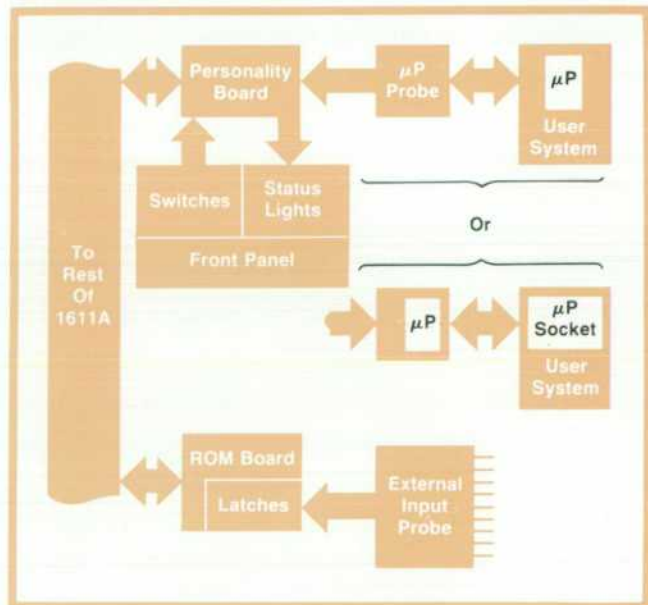 Personality
Board
μP
Probe
μP
User
System
Switches
Status
Lights
Front Panel
Or
To
Rest
Of
1611A
μP
μP
Socket
User
System
ROM Board
Latches
External
Input
Probe